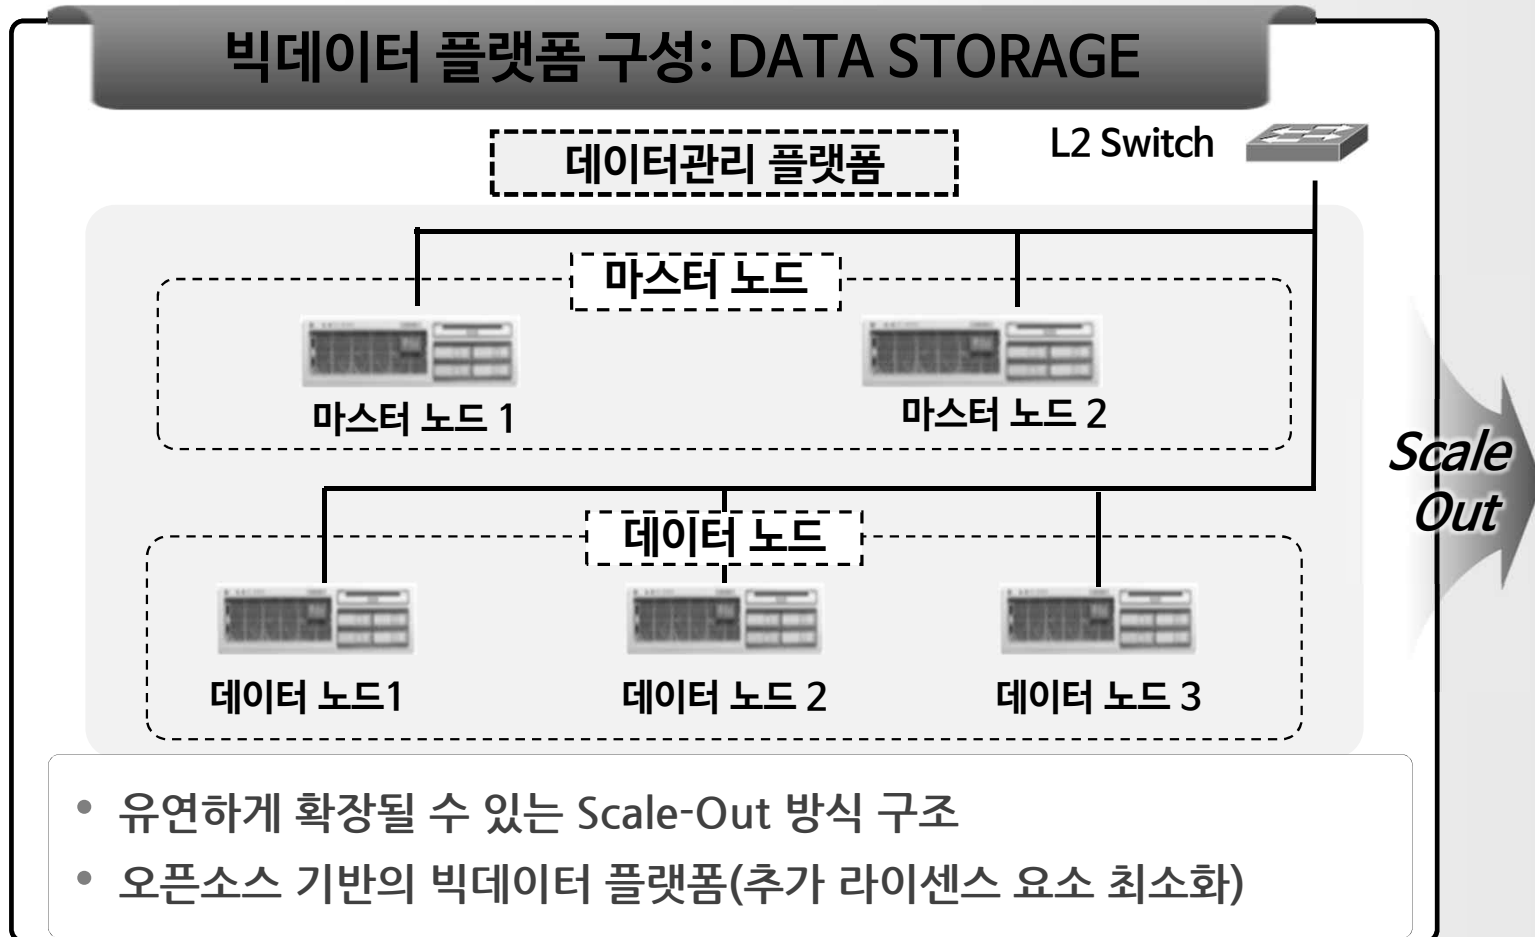 빅데이터 플랫폼 구성: DATA STORAGE
데이터관리 플랫폼
L2 Switch
마스터 노드
마스터 노드 1
마스터 노드 2
Scale
Out
데이터 노드
데이터 노드1
데이터 노드 2
데이터 노드 3
• 유연하게 확장될 수 있는 Scale-Out 방식 구조
• 오픈소스 기반의 빅데이터 플랫폼(추가 라이센스 요소 최소화)